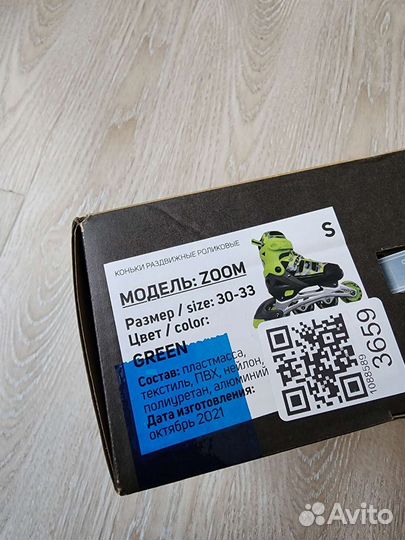 КОНЬКИ РАЗДВИЖНЫЕ РОЛИКОВЫЕ
S
МОДЕЛЬ: ZOOM
Размер / size: 30-33
Цвет / color:
GREEN
Состав: пластмасса,
текстиль, ПВХ, нейлон,
полиуретан, алюминий
Дата изготовления:
октябрь 2021
1088589
3659
Avito